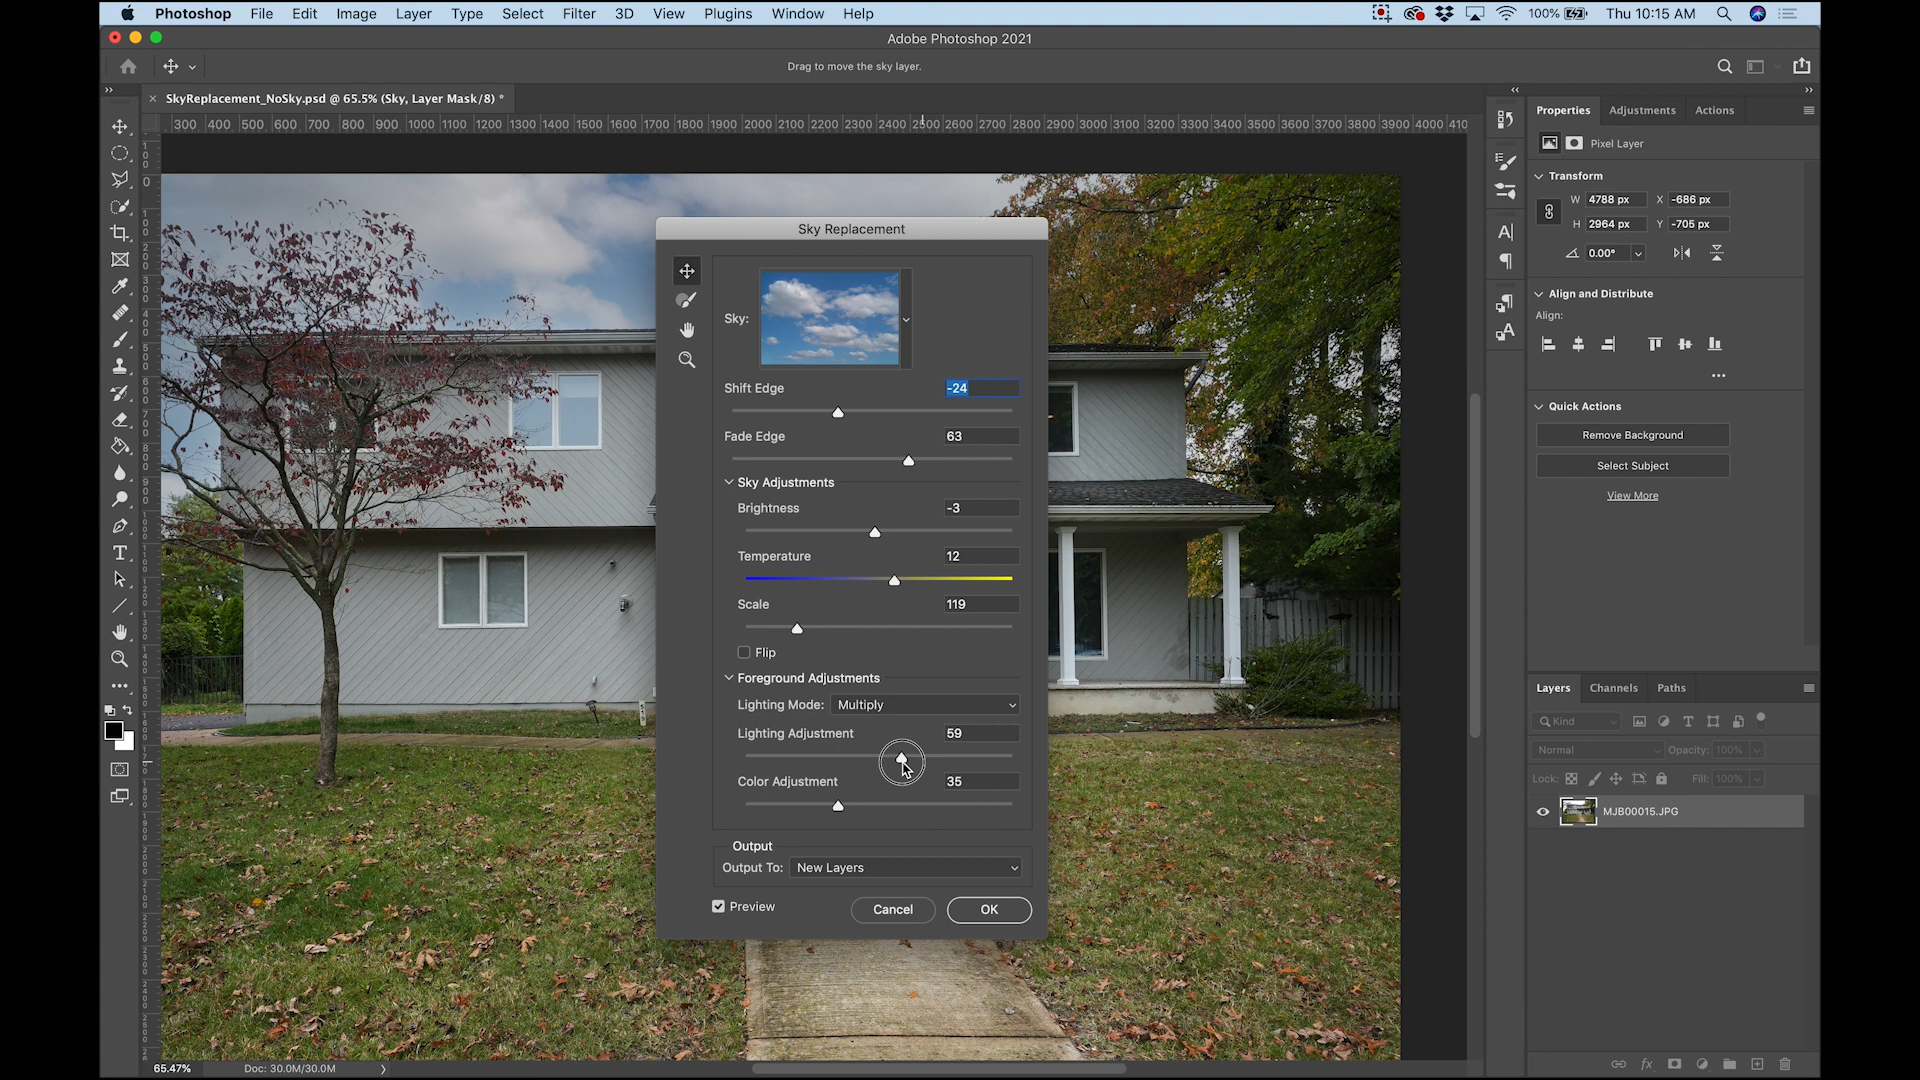 Photoshop File Edit Image Layer Type Select Filter 3D View Plugins Window Help 100% Thu 10:15 AM
Adobe Photoshop 2021
Drag to move the sky layer.
SkyReplacement_NoSky.psd @ 65.5% (Sky, Layer Mask/8) *
300 400 500 600 700 800 900 1000 1100 1200 1300 1400 1500 1600 1700 1800 1900 2000 2100 2200 2300 2400 2500 2600 2700 2800 2900 3000 3100 3200 3300 3400 3500 3600 3700 3800 3900 4000 410
Properties Adjustments Actions
Pixel Layer
Transform
W 4788 px X -686 px
H 2964 px Y -705 px
0.00°
Align and Distribute
Align:
Quick Actions
Remove Background
Select Subject
View More
Sky Replacement
Sky:
Shift Edge -24
Fade Edge 63
Sky Adjustments
Brightness -3
Temperature 12
Scale 119
Flip
Foreground Adjustments
Lighting Mode: Multiply
Lighting Adjustment 59
Color Adjustment 35
Output
Output To: New Layers
Preview Cancel OK
Layers Channels Paths
Kind
Normal Opacity: 100%
Lock: Fill: 100%
MJB00015.JPG
65.47% Doc: 30.0M/30.0M